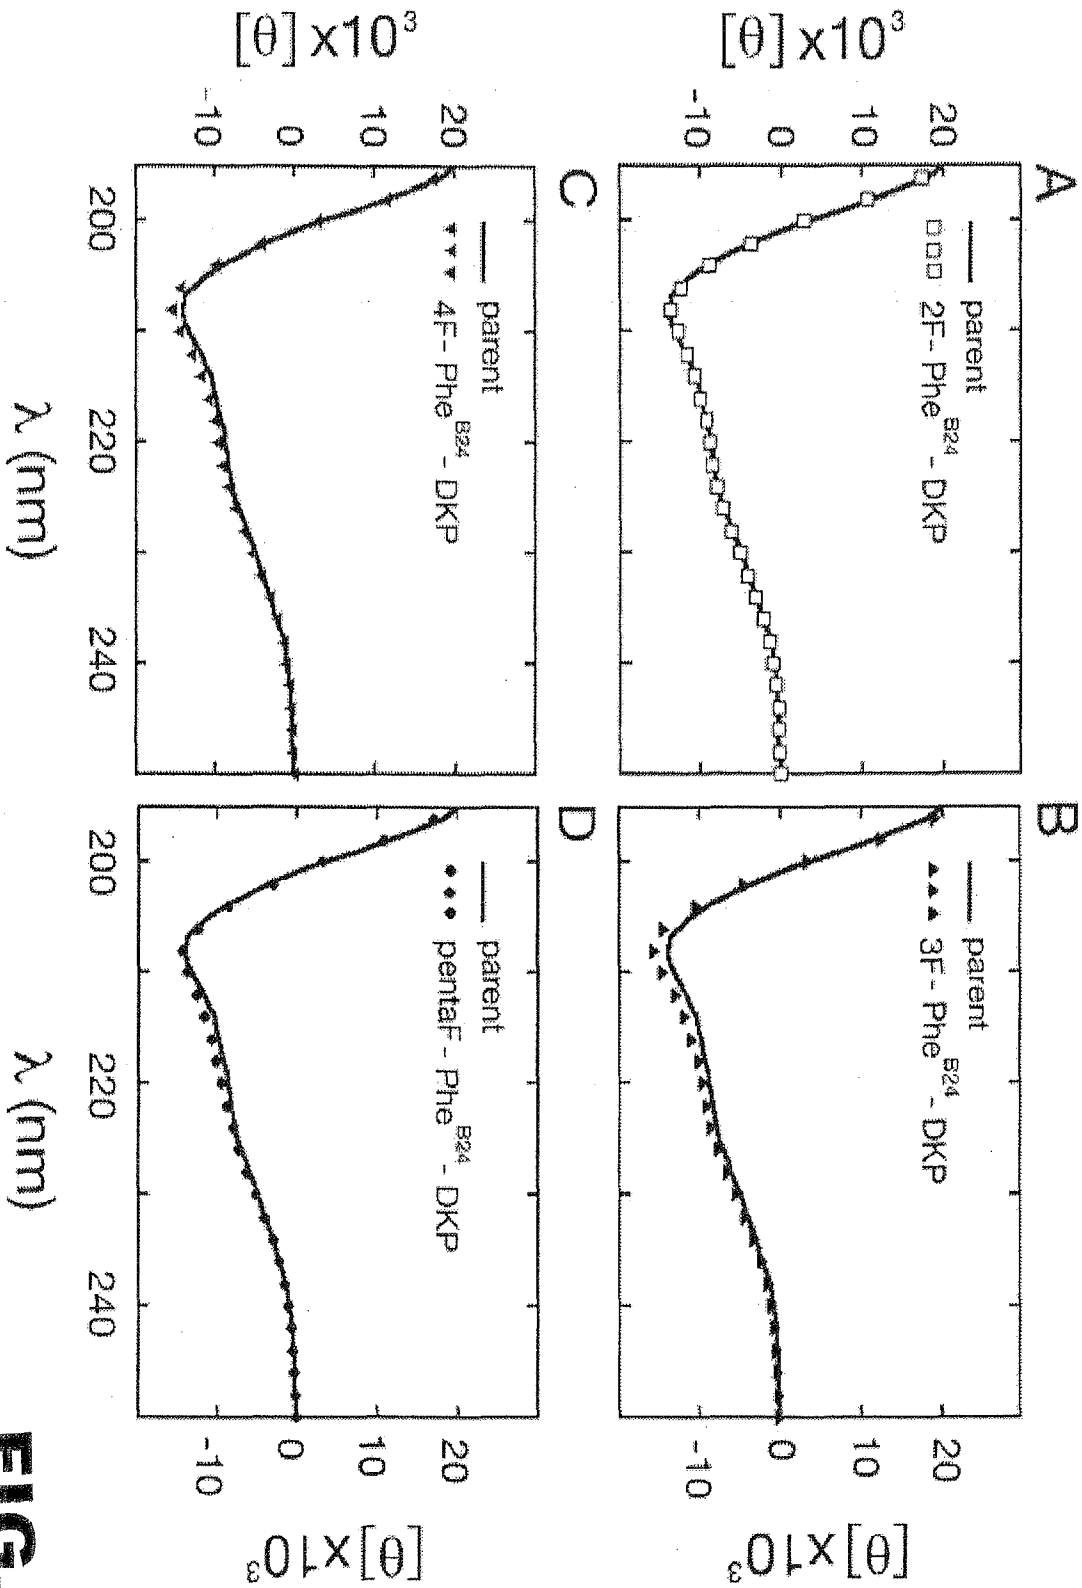 A
[θ] x10³
20
10
0
-10
parent
2F- Phe^B24 - DKP
B
parent
3F- Phe^B24 - DKP
20
10
0
-10
[θ] x10³
C
[θ] x10³
20
10
0
-10
parent
4F- Phe^B24 - DKP
200
220
240
λ (nm)
D
parent
pentaF- Phe^B24 - DKP
20
10
0
-10
[θ] x10³
200
220
240
λ (nm)
FIG.